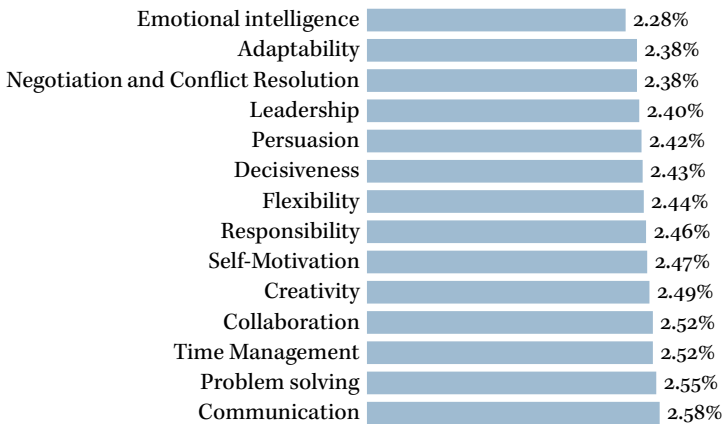 Emotional intelligence 2.28%
Adaptability 2.38%
Negotiation and Conflict Resolution 2.38%
Leadership 2.40%
Persuasion 2.42%
Decisiveness 2.43%
Flexibility 2.44%
Responsibility 2.46%
Self-Motivation 2.47%
Creativity 2.49%
Collaboration 2.52%
Time Management 2.52%
Problem solving 2.55%
Communication 2.58%